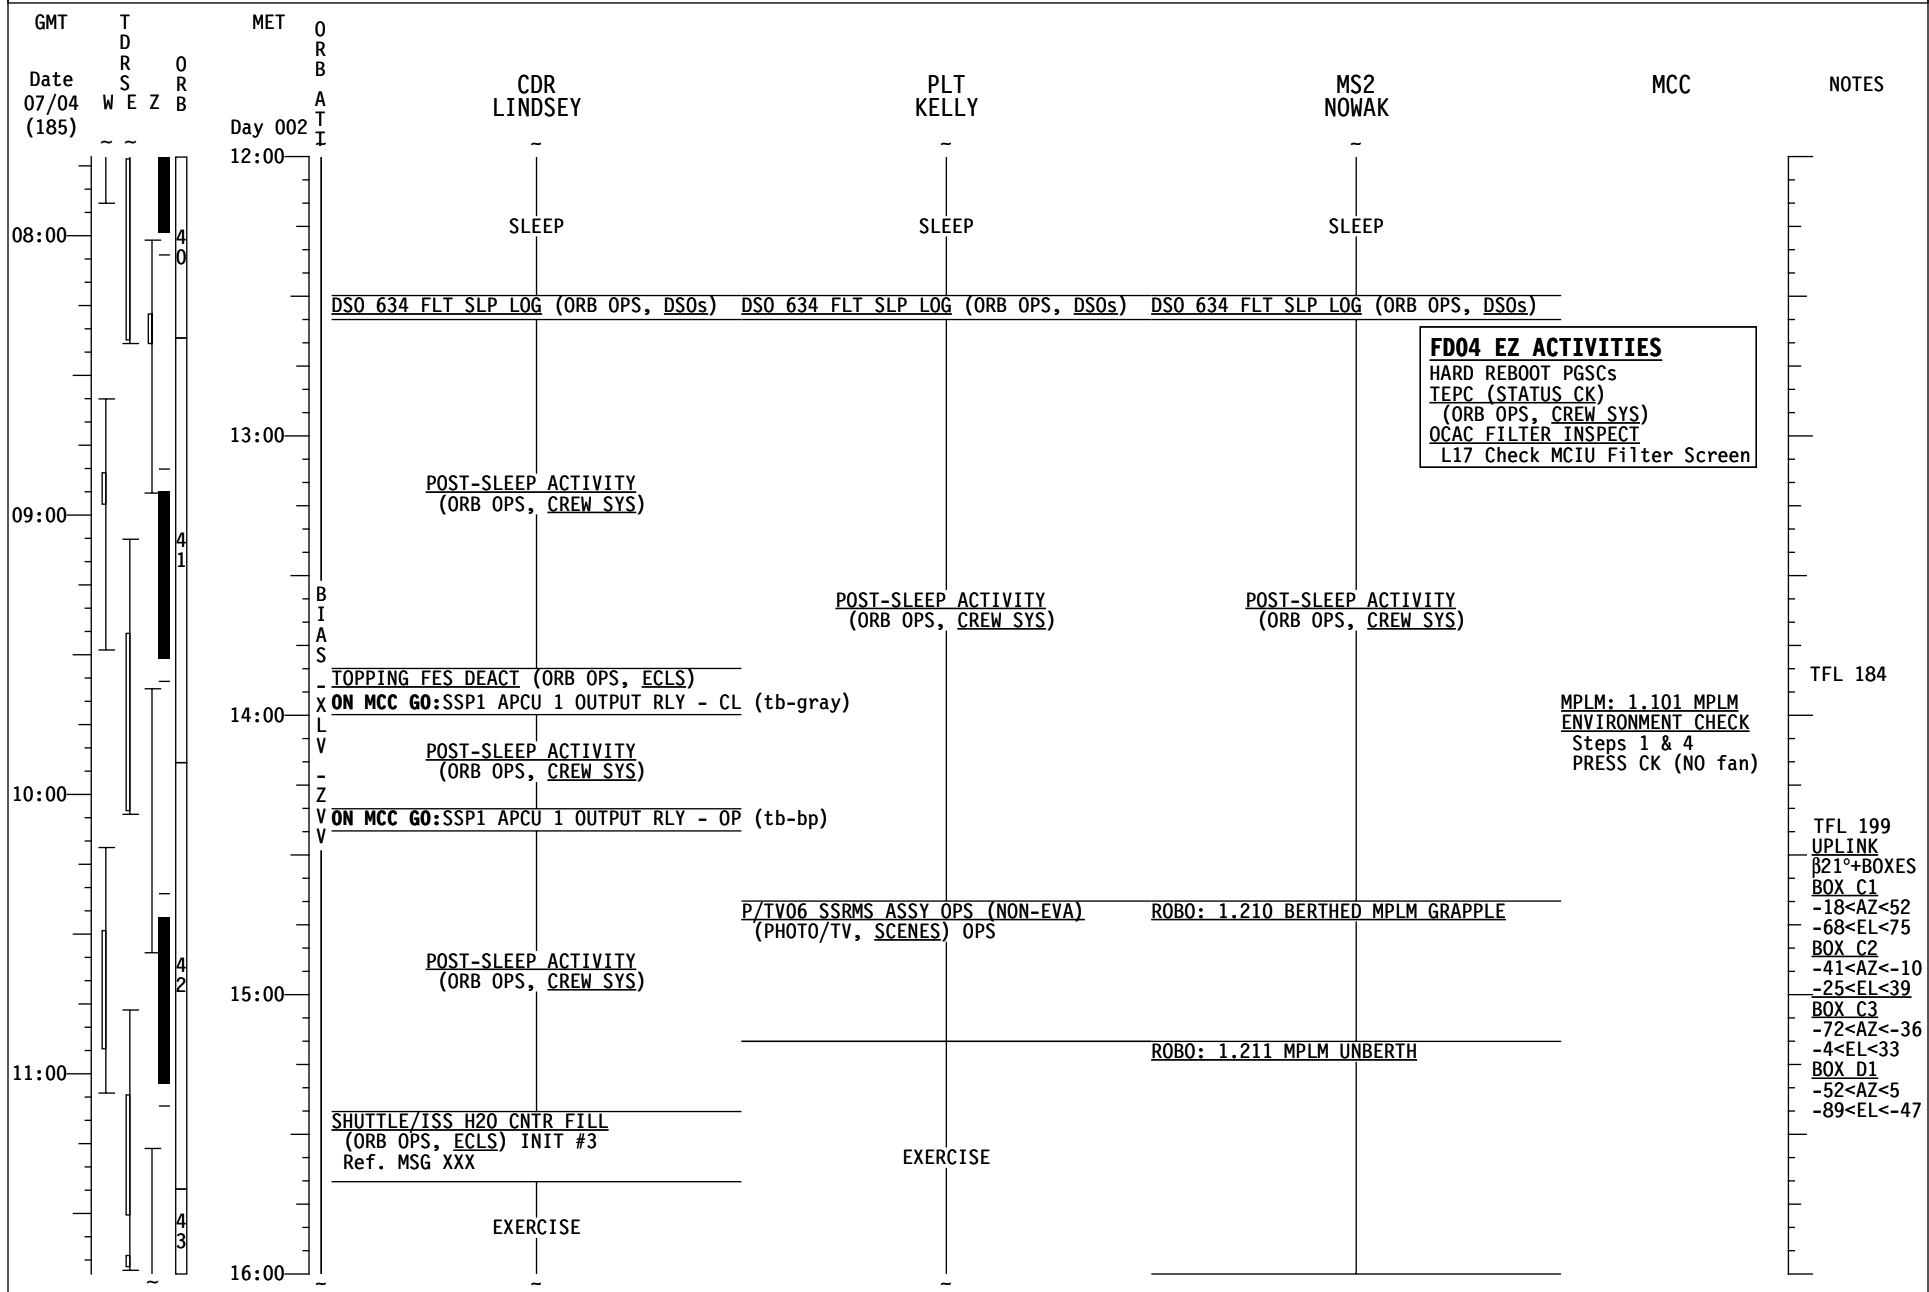 GMT
TDRS
MET
ORB ATT
Date
07/04
(185)
W E Z
ORB
Day 002
CDR
LINDSEY
PLT
KELLY
MS2
NOWAK
MCC
NOTES
~ ~ ~ ~ ~ ~
12:00
SLEEP SLEEP SLEEP
08:00
40
DSO 634 FLT SLP LOG (ORB OPS, DSOs) DSO 634 FLT SLP LOG (ORB OPS, DSOs) DSO 634 FLT SLP LOG (ORB OPS, DSOs)
FD04 EZ ACTIVITIES
HARD REBOOT PGSCs
TEPC (STATUS CK)
(ORB OPS, CREW SYS)
OCAC FILTER INSPECT
L17 Check MCIU Filter Screen
13:00
POST-SLEEP ACTIVITY
(ORB OPS, CREW SYS)
09:00
41
BIAS -XLV -ZVV
POST-SLEEP ACTIVITY
(ORB OPS, CREW SYS)
POST-SLEEP ACTIVITY
(ORB OPS, CREW SYS)
TOPPING FES DEACT (ORB OPS, ECLS)
TFL 184
ON MCC GO:SSP1 APCU 1 OUTPUT RLY - CL (tb-gray)
14:00
MPLM: 1.101 MPLM
ENVIRONMENT CHECK
Steps 1 & 4
PRESS CK (NO fan)
POST-SLEEP ACTIVITY
(ORB OPS, CREW SYS)
10:00
ON MCC GO:SSP1 APCU 1 OUTPUT RLY - OP (tb-bp)
TFL 199
UPLINK
β21°+BOXES
BOX C1
-18<AZ<52
-68<EL<75
BOX C2
-41<AZ<-10
-25<EL<39
BOX C3
-72<AZ<-36
-4<EL<33
BOX D1
-52<AZ<5
-89<EL<-47
P/TV06 SSRMS ASSY OPS (NON-EVA)
(PHOTO/TV, SCENES) OPS
ROBO: 1.210 BERTHED MPLM GRAPPLE
POST-SLEEP ACTIVITY
(ORB OPS, CREW SYS)
42
15:00
ROBO: 1.211 MPLM UNBERTH
11:00
SHUTTLE/ISS H2O CNTR FILL
(ORB OPS, ECLS) INIT #3
Ref. MSG XXX
EXERCISE
43
EXERCISE
16:00
~ ~ ~ ~ ~